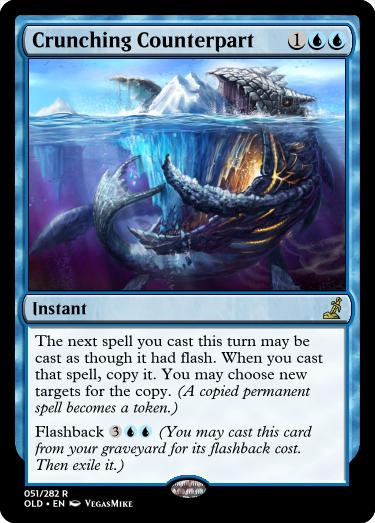 Crunching Counterpart 1
Instant
The next spell you cast this turn may be
cast as though it had flash. When you cast
that spell, copy it. You may choose new
targets for the copy. (A copied permanent
spell becomes a token.)
Flashback 3 (You may cast this card
from your graveyard for its flashback cost.
Then exile it.)
051/282 R
OLD • EN VEGASMIKE